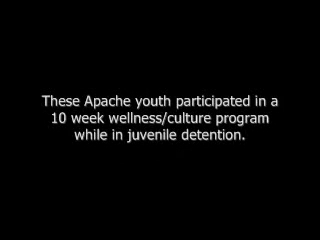 These Apache youth participated in a
10 week wellness/culture program
while in juvenile detention.